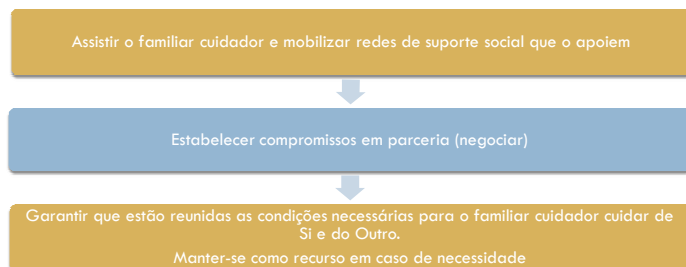 Assistir o familiar cuidador e mobilizar redes de suporte social que o apoiem
Estabelecer compromissos em parceria (negociar)
Garantir que estão reunidas as condições necessárias para o familiar cuidador cuidar de
Si e do Outro.
Manter-se como recurso em caso de necessidade